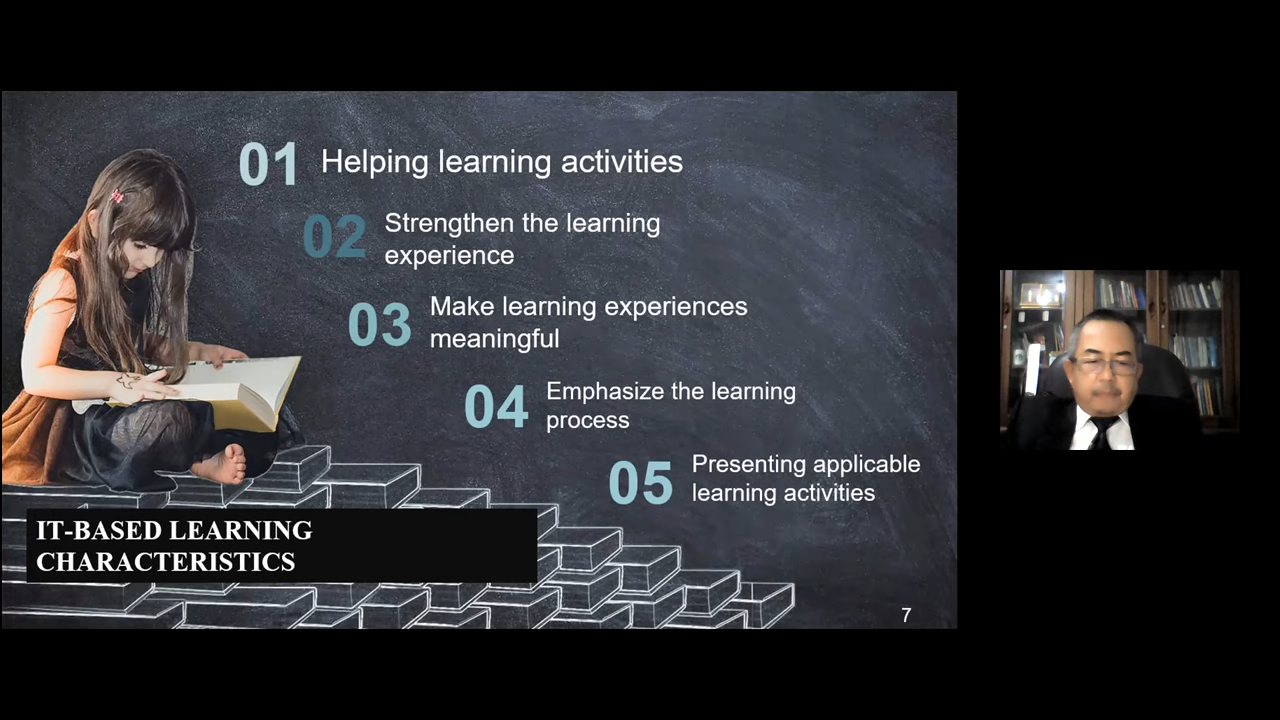 01 Helping learning activities
02 Strengthen the learning
experience
03 Make learning experiences
meaningful
04 Emphasize the learning
process
05 Presenting applicable
learning activities
IT-BASED LEARNING
CHARACTERISTICS
7